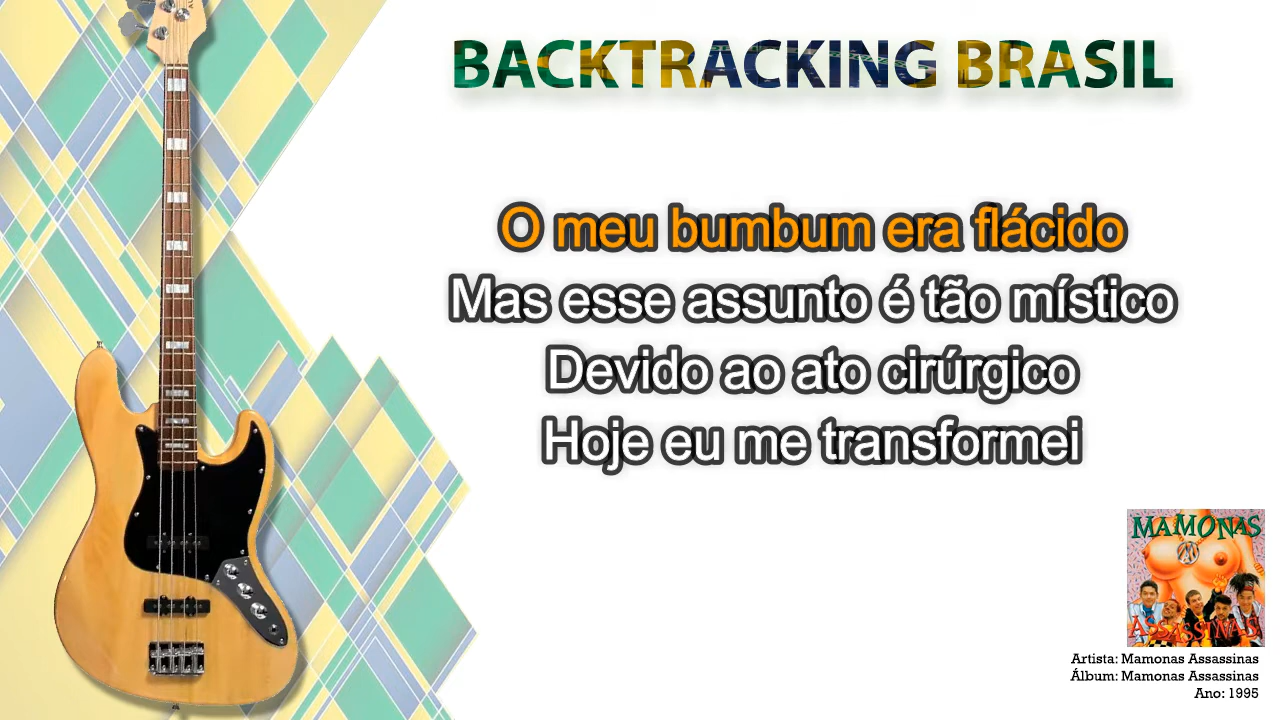 BACKTRACKING BRASIL
O meu bumbum era flácido
Mas esse assunto é tão místico
Devido ao ato cirúrgico
Hoje eu me transformei
MAMONAS
ASSASSINAS
Artista: Mamonas Assassinas
Álbum: Mamonas Assassinas
Ano: 1995